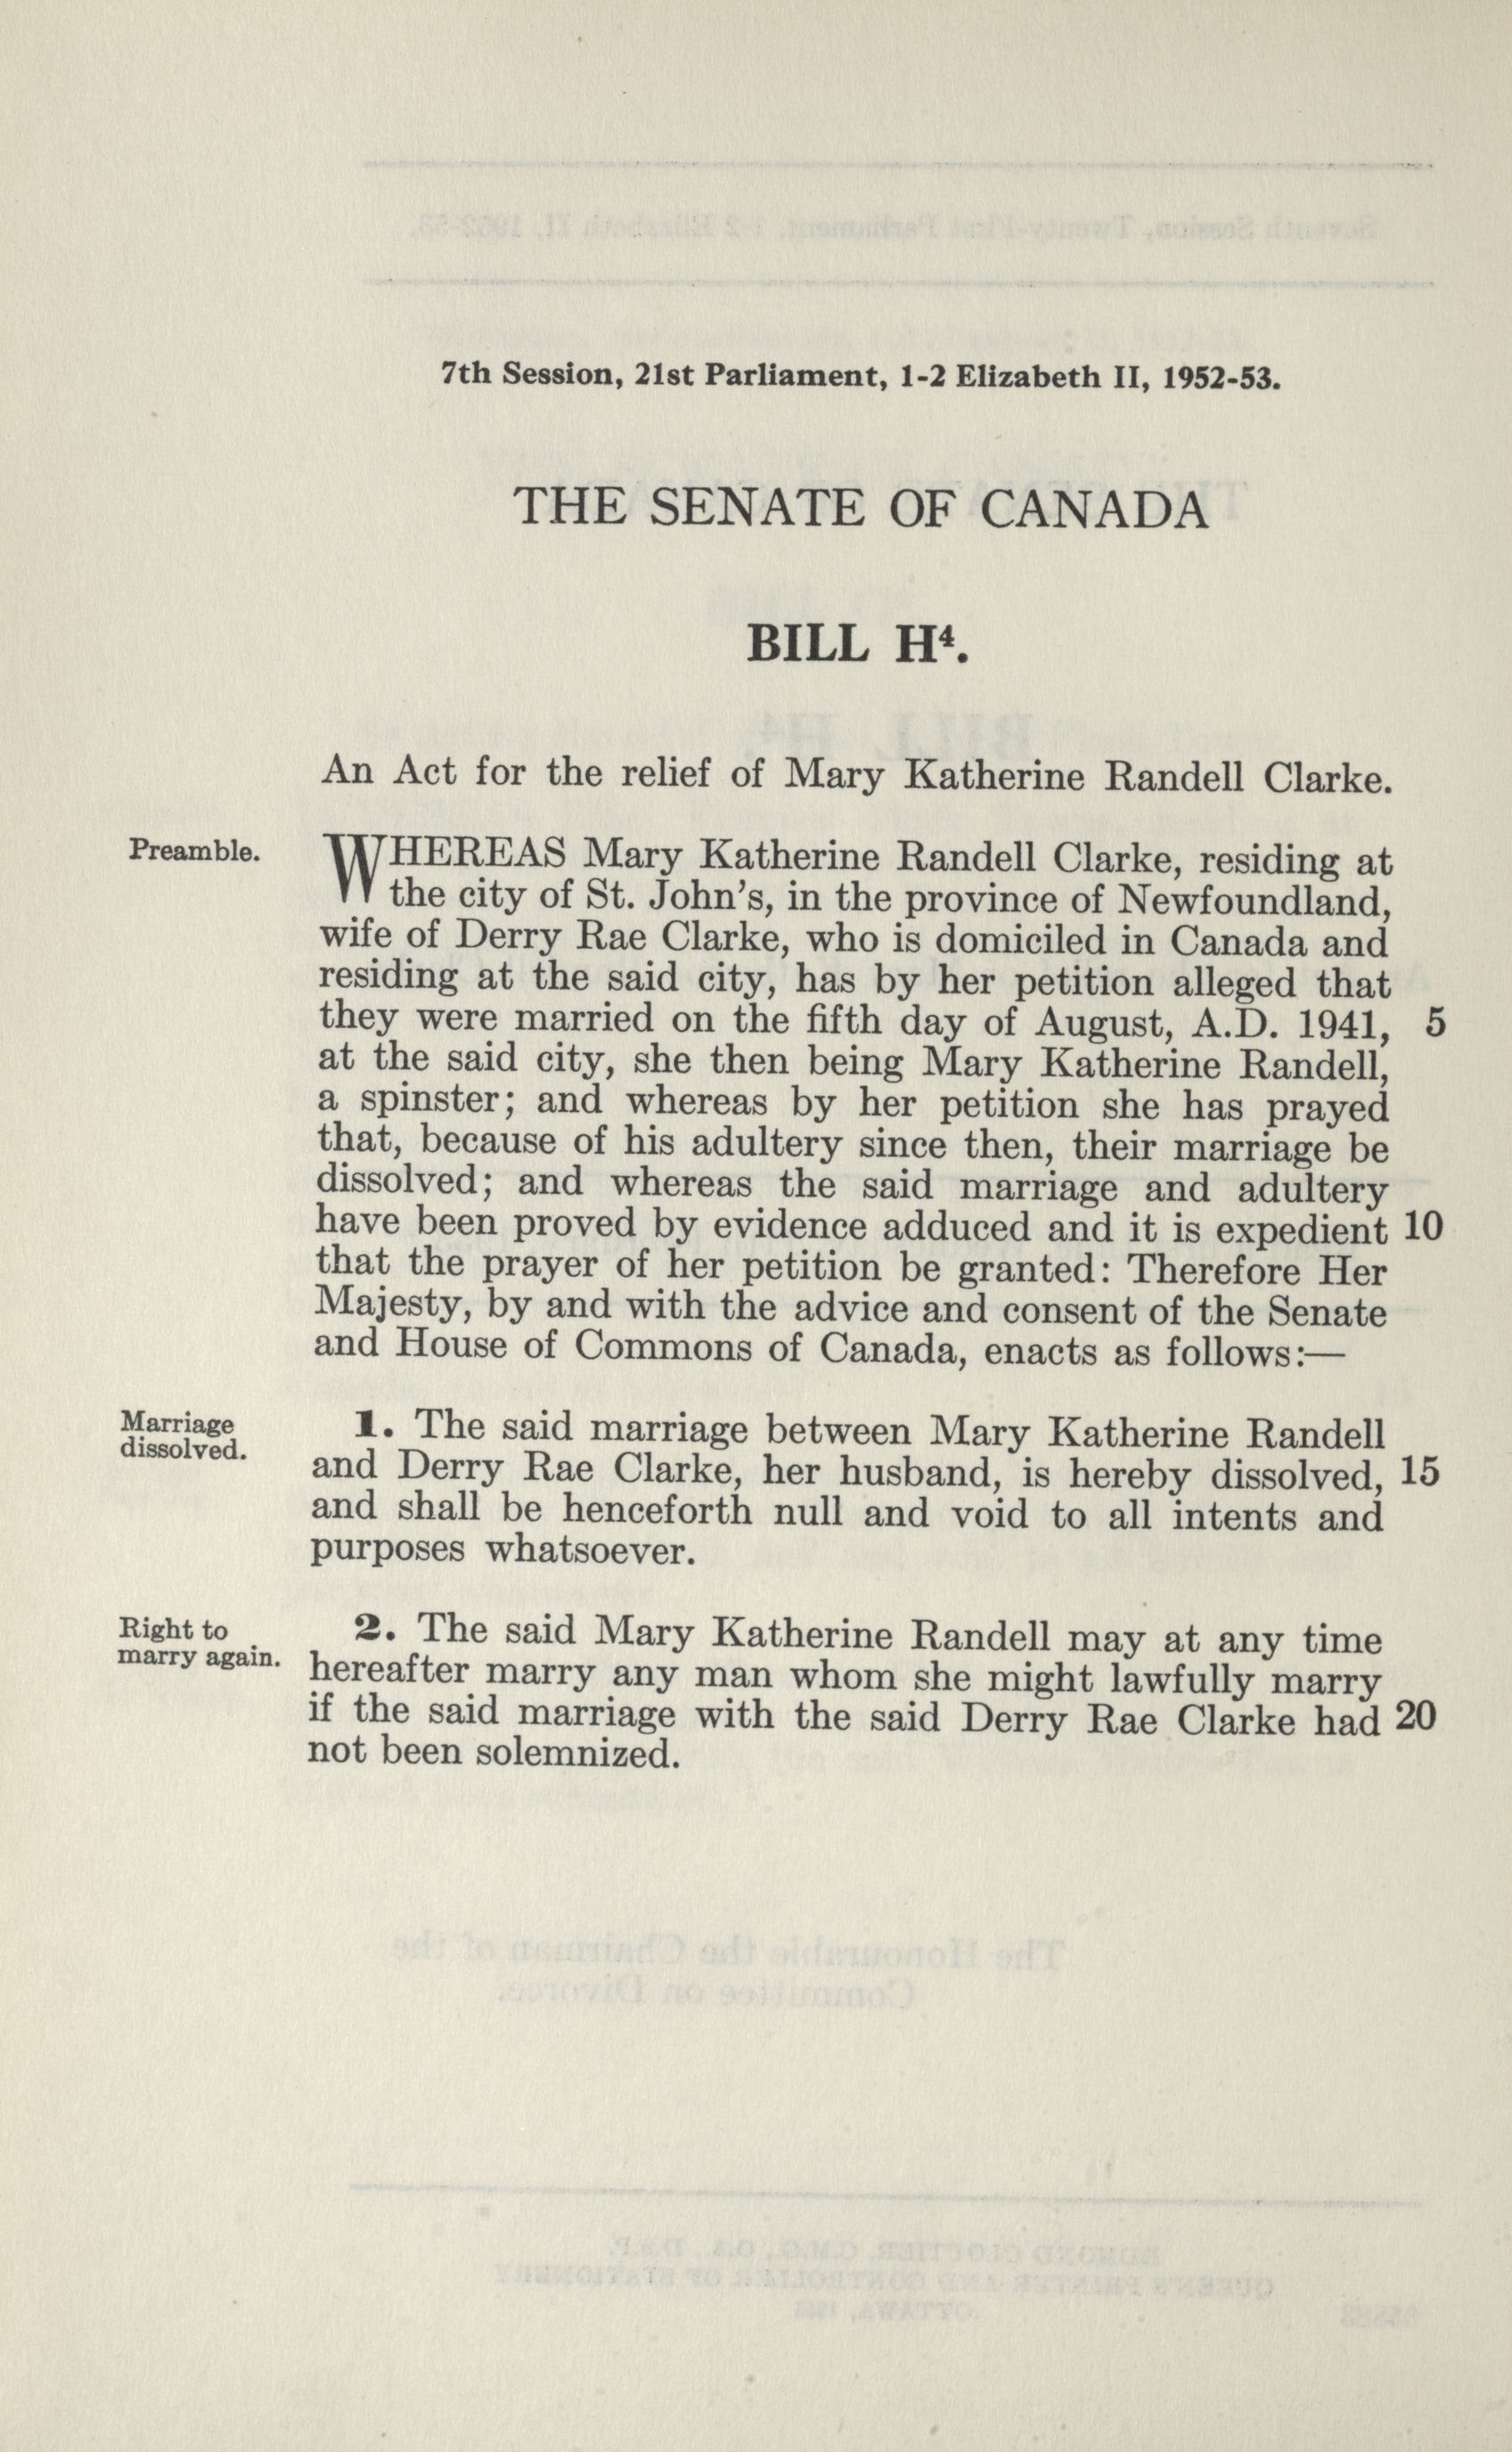 7th Session, 21st Parliament, 1-2 Elizabeth II, 1952-53.
THE SENATE OF CANADA
BILL H⁴.
An Act for the relief of Mary Katherine Randell Clarke.
Preamble.
WHEREAS Mary Katherine Randell Clarke, residing at
the city of St. John's, in the province of Newfoundland,
wife of Derry Rae Clarke, who is domiciled in Canada and
residing at the said city, has by her petition alleged that
they were married on the fifth day of August, A.D. 1941, 5
at the said city, she then being Mary Katherine Randell,
a spinster; and whereas by her petition she has prayed
that, because of his adultery since then, their marriage be
dissolved; and whereas the said marriage and adultery
have been proved by evidence adduced and it is expedient 10
that the prayer of her petition be granted: Therefore Her
Majesty, by and with the advice and consent of the Senate
and House of Commons of Canada, enacts as follows:—
Marriage
dissolved.
1. The said marriage between Mary Katherine Randell
and Derry Rae Clarke, her husband, is hereby dissolved, 15
and shall be henceforth null and void to all intents and
purposes whatsoever.
Right to
marry again.
2. The said Mary Katherine Randell may at any time
hereafter marry any man whom she might lawfully marry
if the said marriage with the said Derry Rae Clarke had 20
not been solemnized.